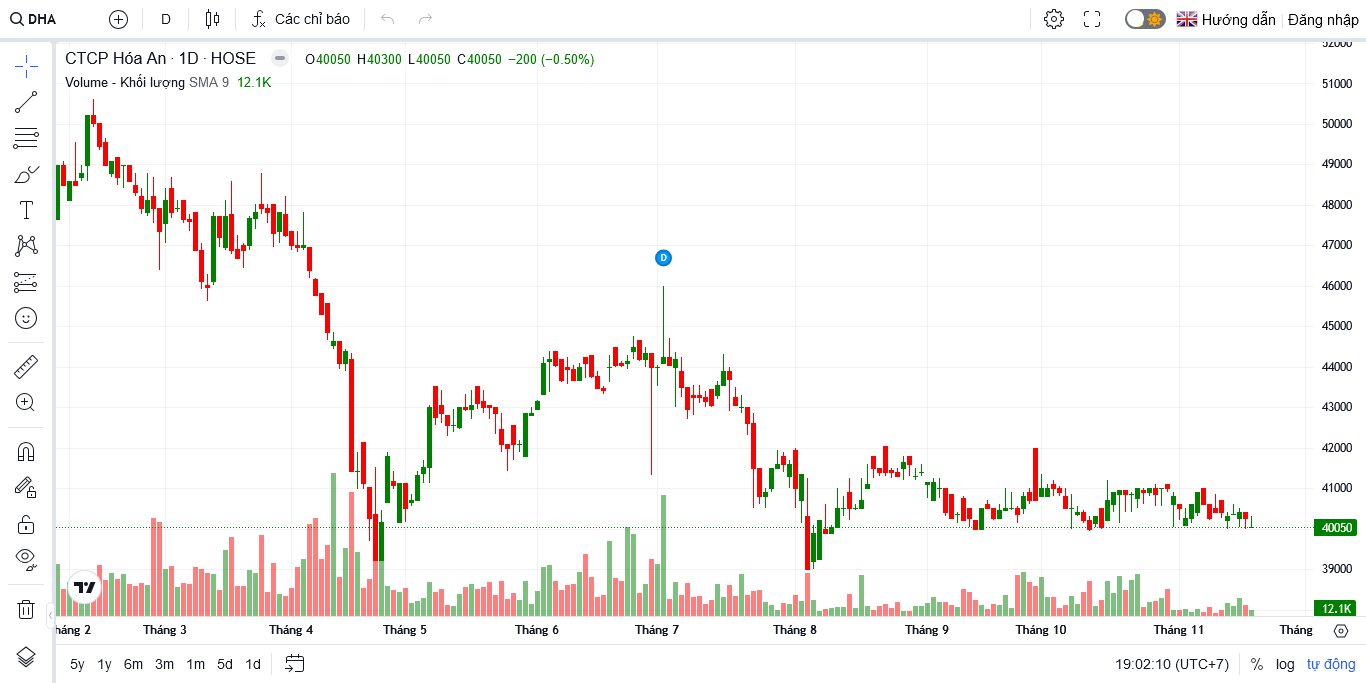 DHA D Các chỉ báo Hướng dẫn Đăng nhập
CTCP Hóa An · 1D · HOSE O40050 H40300 L40050 C40050 −200 (−0.50%)
Volume - Khối lượng SMA 9 12.1K
52000
51000
50000
49000
48000
47000
D
46000
45000
44000
43000
42000
41000
40050
39000
12.1K
háng 2 Tháng 3 Tháng 4 Tháng 5 Tháng 6 Tháng 7 Tháng 8 Tháng 9 Tháng 10 Tháng 11 Tháng
5y 1y 6m 3m 1m 5d 1d 19:02:10 (UTC+7) % log tự động